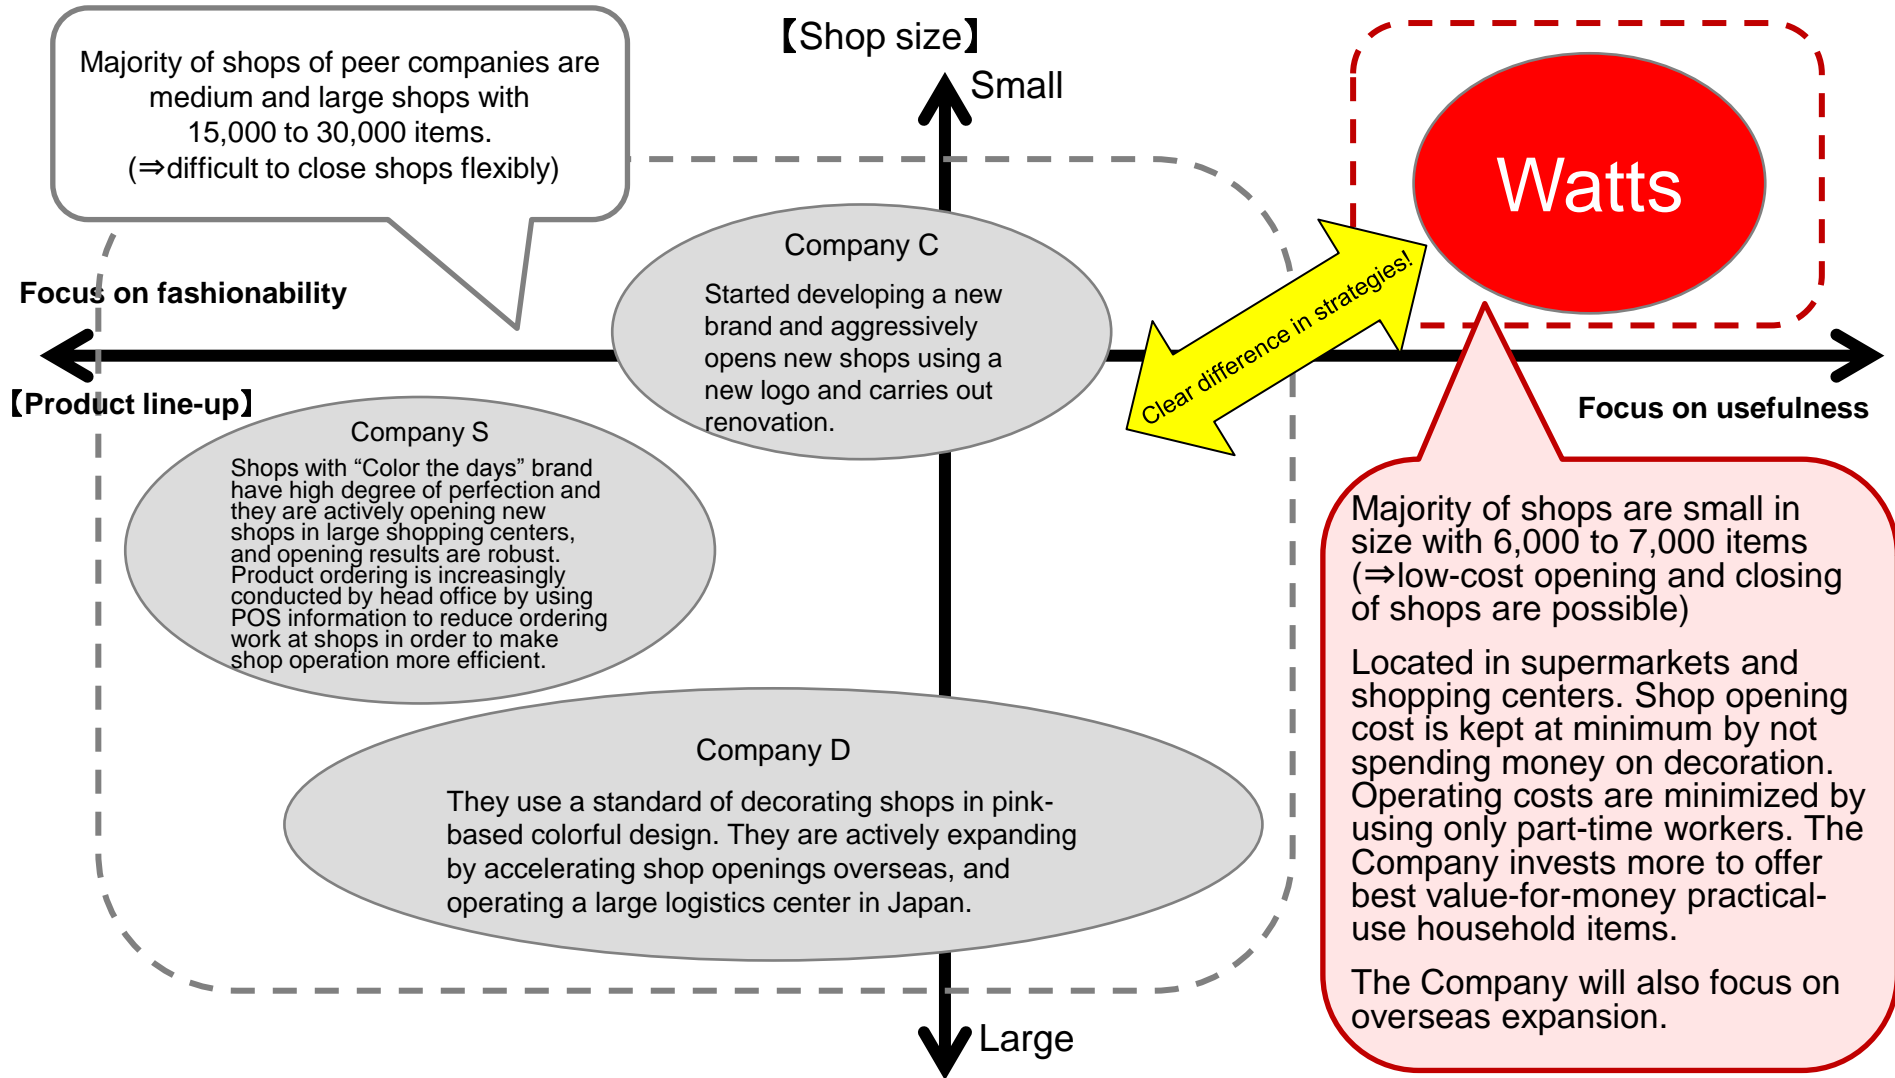 Majority of shops of peer companies are
medium and large shops with
15,000 to 30,000 items.
(⇒difficult to close shops flexibly)
【Shop size】
Small
Watts
Company C
Started developing a new
brand and aggressively
opens new shops using a
new logo and carries out
renovation.
Clear difference in strategies!
Focus on fashionability
【Product line-up】
Focus on usefulness
Company S
Shops with “Color the days” brand
have high degree of perfection and
they are actively opening new
shops in large shopping centers,
and opening results are robust.
Product ordering is increasingly
conducted by head office by using
POS information to reduce ordering
work at shops in order to make
shop operation more efficient.
Company D
They use a standard of decorating shops in pink-
based colorful design. They are actively expanding
by accelerating shop openings overseas, and
operating a large logistics center in Japan.
Large
Majority of shops are small in
size with 6,000 to 7,000 items
(⇒low-cost opening and closing
of shops are possible)
Located in supermarkets and
shopping centers. Shop opening
cost is kept at minimum by not
spending money on decoration.
Operating costs are minimized by
using only part-time workers. The
Company invests more to offer
best value-for-money practical-
use household items.
The Company will also focus on
overseas expansion.